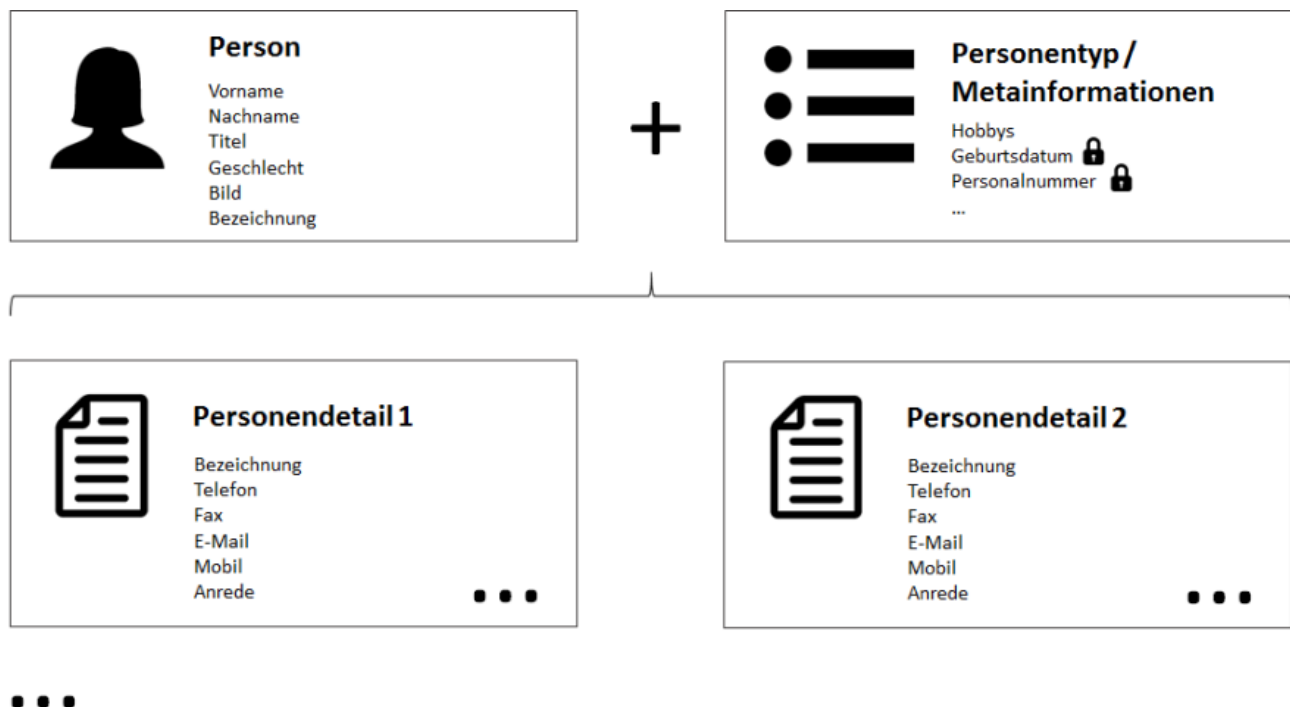 Person
Vorname
Nachname
Titel
Geschlecht
Bild
Bezeichnung
+
Personentyp /
Metainformationen
Hobbys
Geburtsdatum
Personalnummer
...
Personendetail 1
Bezeichnung
Telefon
Fax
E-Mail
Mobil
Anrede
...
Personendetail 2
Bezeichnung
Telefon
Fax
E-Mail
Mobil
Anrede
...
...